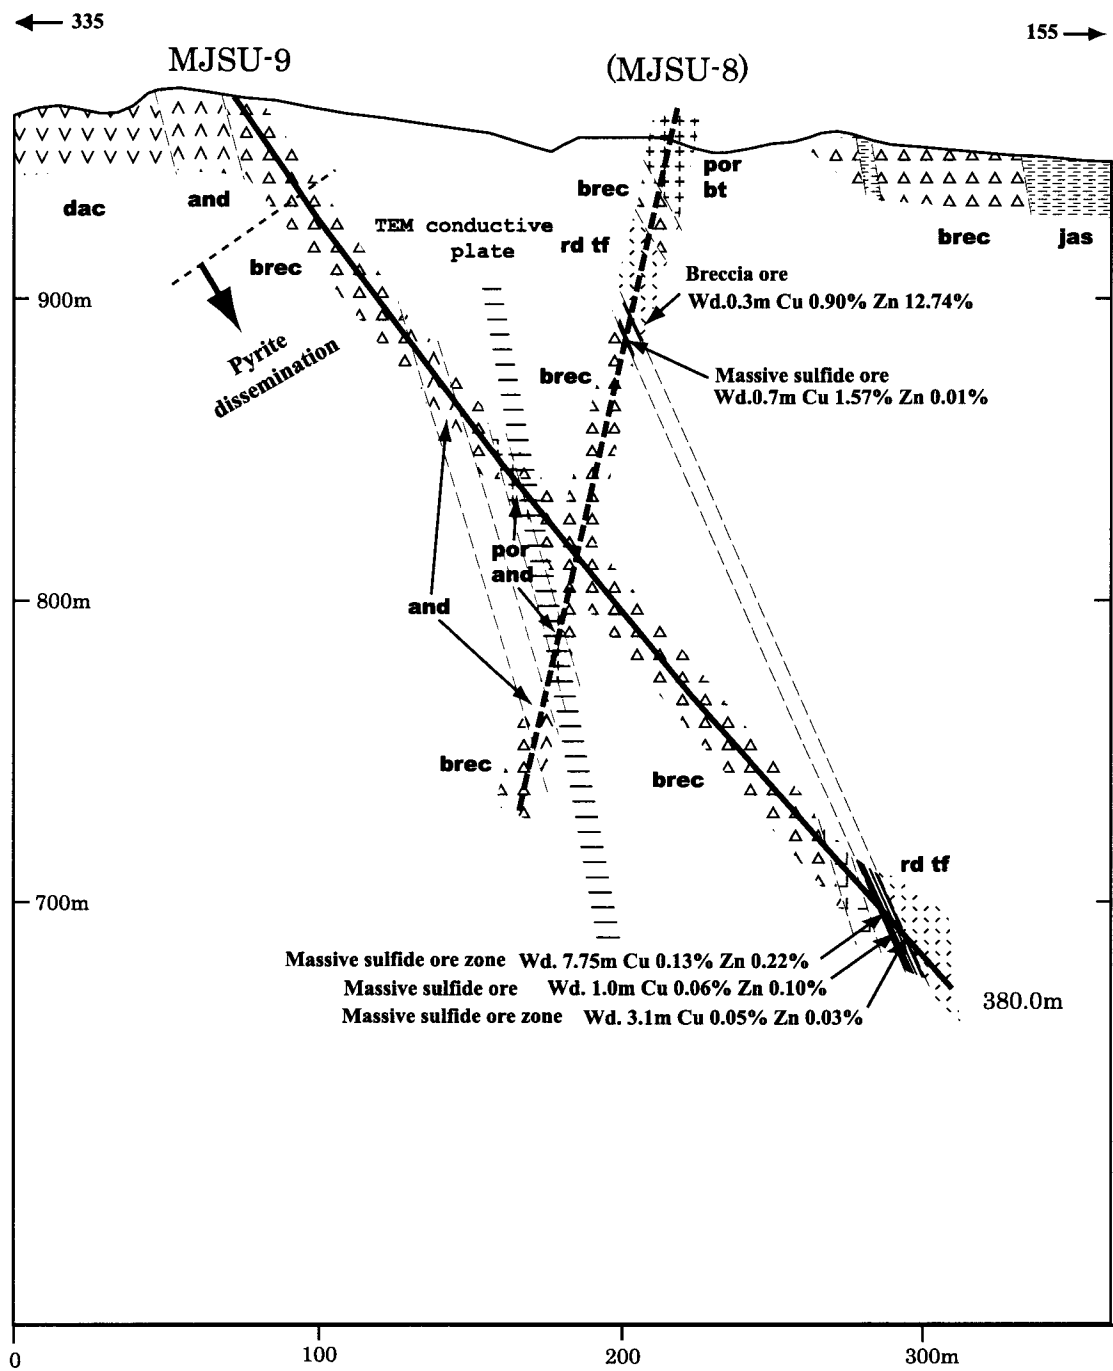 335
155
MJSU-9
(MJSU-8)
por
bt
brec
dac
and
brec
jas
TEM conductive
plate
rd tf
brec
Breccia ore
Wd.0.3m Cu 0.90% Zn 12.74%
900m
Pyrite
dissemination
Massive sulfide ore
Wd.0.7m Cu 1.57% Zn 0.01%
brec
por
and
800m
and
brec
brec
rd tf
700m
Massive sulfide ore zone Wd. 7.75m Cu 0.13% Zn 0.22%
Massive sulfide ore Wd. 1.0m Cu 0.06% Zn 0.10%
380.0m
Massive sulfide ore zone Wd. 3.1m Cu 0.05% Zn 0.03%
0
100
200
300m